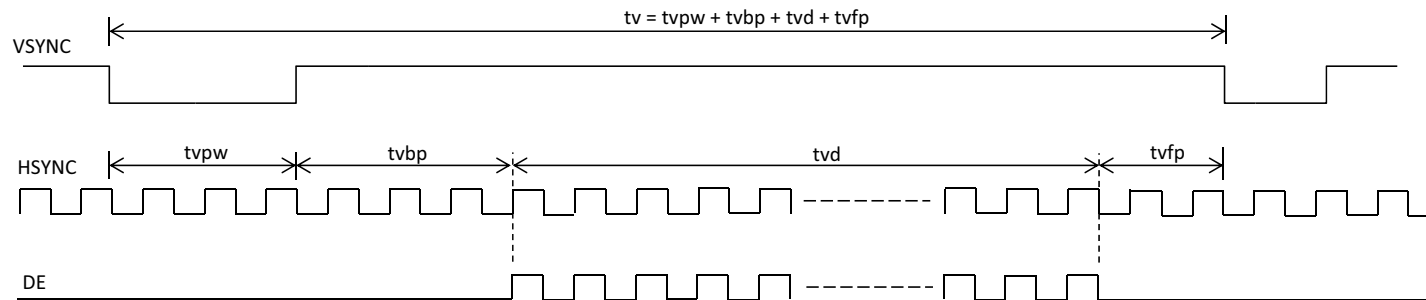 tv = tvpw + tvbp + tvd + tvfp
VSYNC
tvpw tvbp tvd tvfp
HSYNC
DE